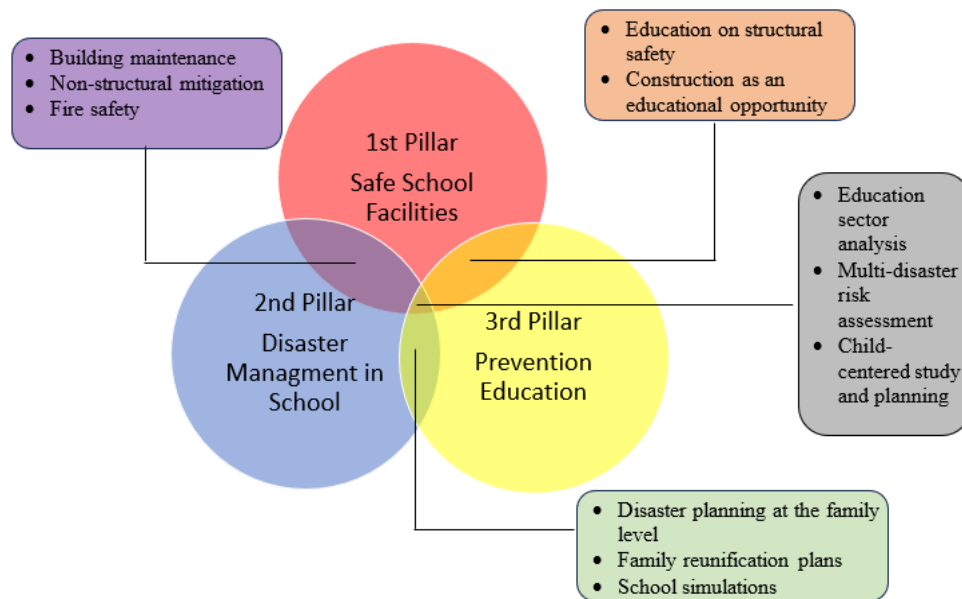 • Building maintenance
• Non-structural mitigation
• Fire safety
• Education on structural
safety
• Construction as an
educational opportunity
1st Pillar
Safe School
Facilities
• Education
sector
analysis
• Multi-disaster
risk
assessment
• Child-
centered study
and planning
2nd Pillar
Disaster
Managment in
School
3rd Pillar
Prevention
Education
• Disaster planning at the family
level
• Family reunification plans
• School simulations